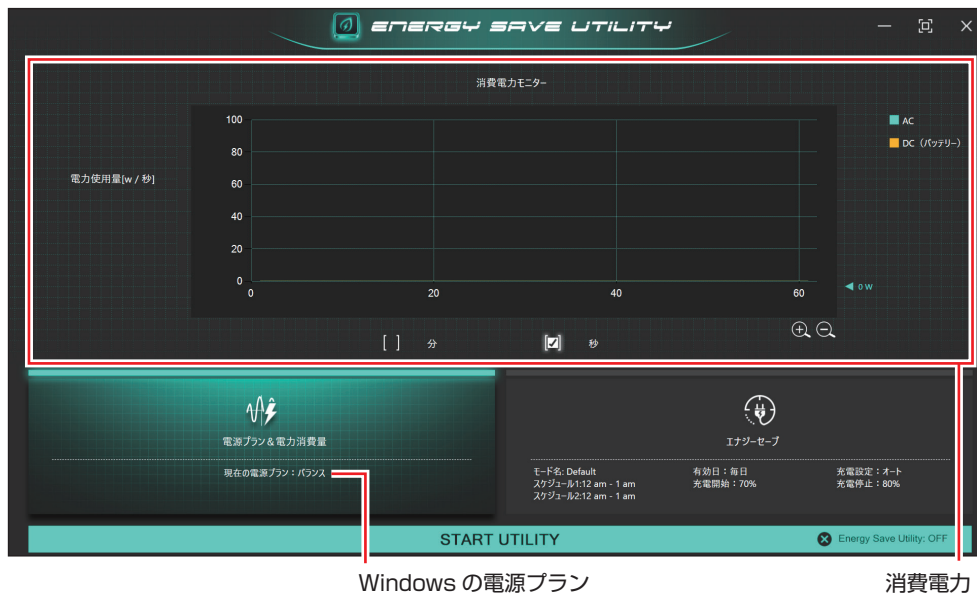 ENERGY SAVE UTILITY
消費電力モニター
100
80
60
40
20
0
電力使用量[w / 秒]
0
20
40
60
AC
DC（バッテリー）
0 W
分
秒
電源プラン＆電力消費量
現在の電源プラン：バランス
エナジーセーブ
モード名: Default
スケジュール1:12 am - 1 am
スケジュール2:12 am - 1 am
有効日：毎日
充電開始：70%
充電設定：オート
充電停止：80%
START UTILITY
Energy Save Utility: OFF
Windows の電源プラン
消費電力